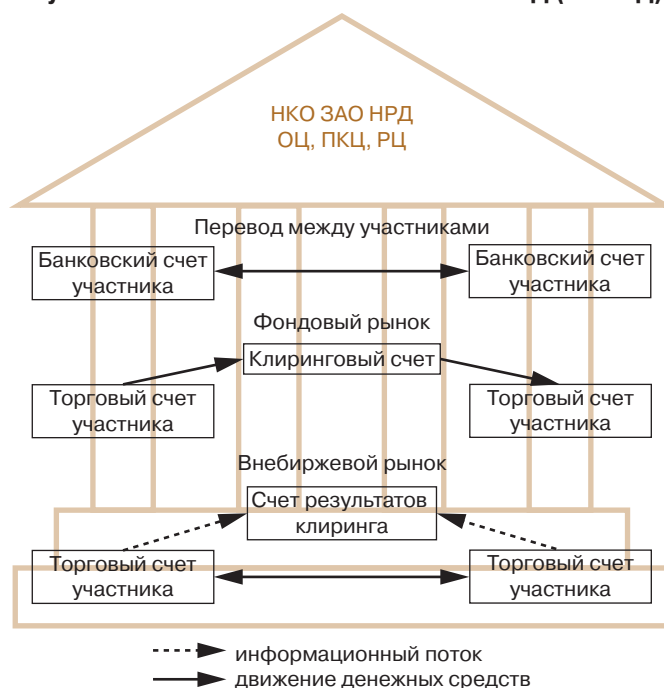 НКО ЗАО НРД
ОЦ, ПКЦ, РЦ
Перевод между участниками
Банковский счет
участника
Банковский счет
участника
Фондовый рынок
Клиринговый счет
Торговый счет
участника
Торговый счет
участника
Внебиржевой рынок
Счет результатов
клиринга
Торговый счет
участника
Торговый счет
участника
информационный поток
движение денежных средств